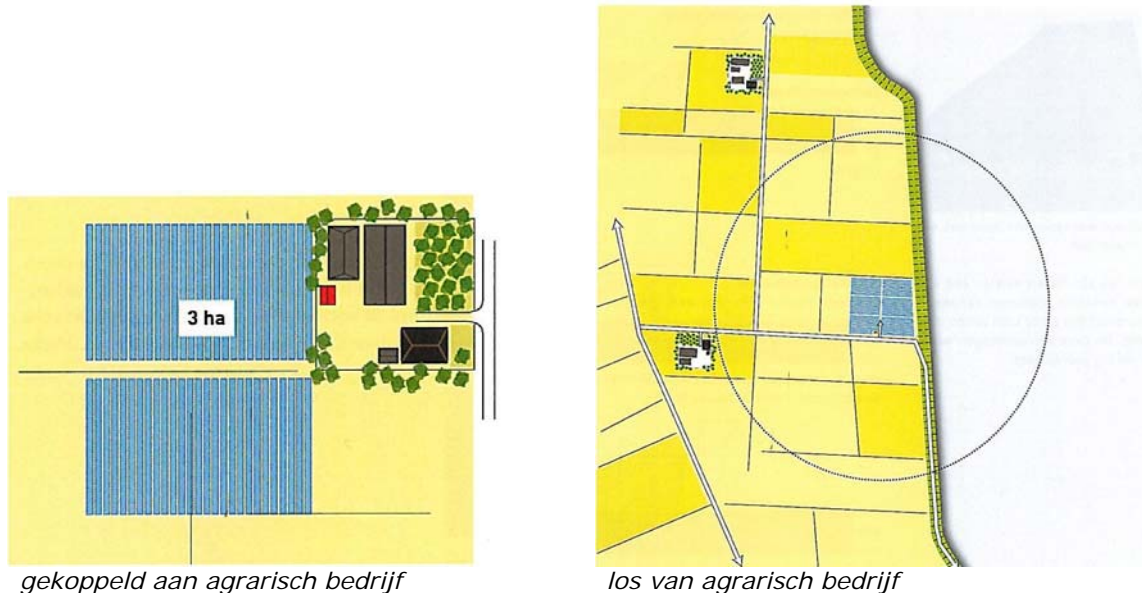 3 ha
gekoppeld aan agrarisch bedrijf
los van agrarisch bedrijf